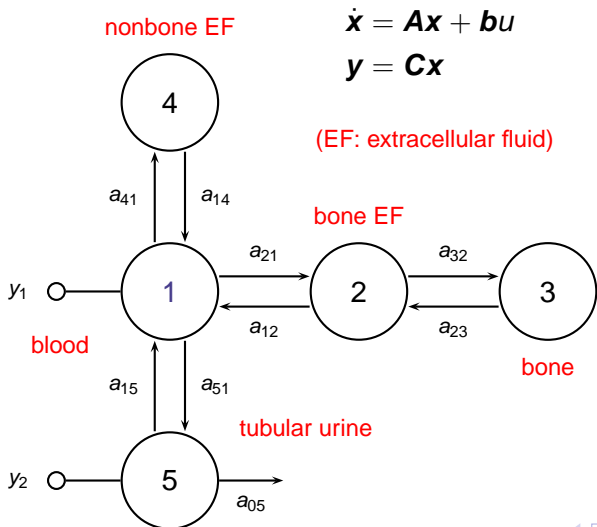 nonbone EF
ẋ = Ax + bu
y = Cx
4
(EF: extracellular fluid)
a41 a14
bone EF
a21 a32
y1 1 2 3
a12 a23
blood bone
a15 a51
tubular urine
y2 5
a05